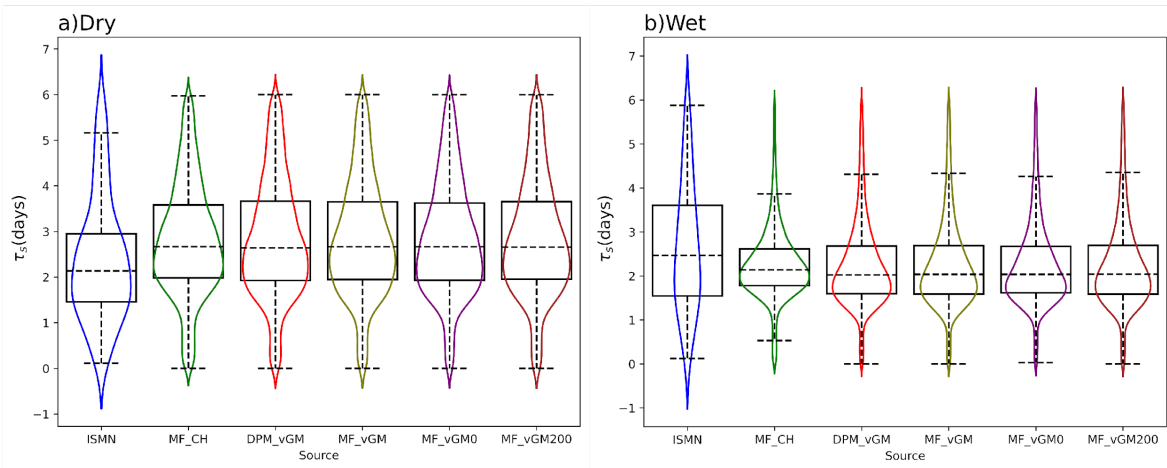 a)Dry
7
6
5
4
3
2
1
0
−1
τs(days)
ISMN MF_CH DPM_vGM MF_vGM MF_vGM0 MF_vGM200
Source
b)Wet
7
6
5
4
3
2
1
0
−1
τs(days)
ISMN MF_CH DPM_vGM MF_vGM MF_vGM0 MF_vGM200
Source